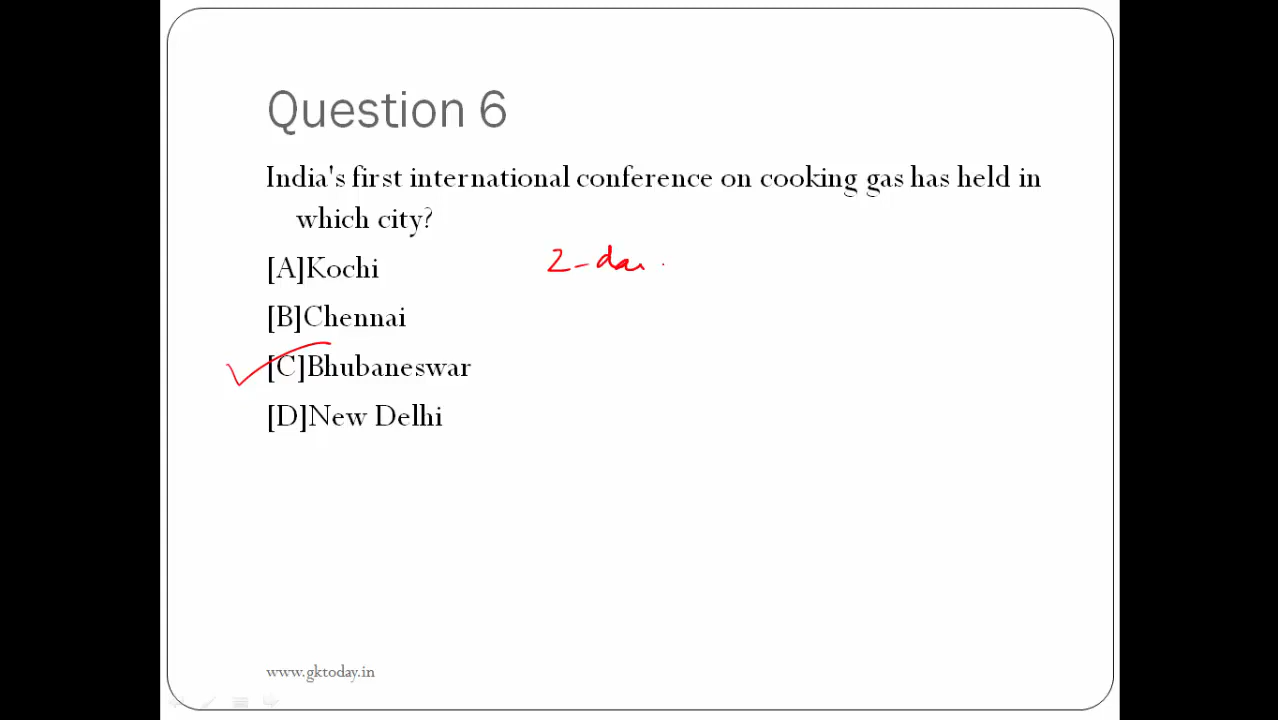 Question 6
India's first international conference on cooking gas has held in
which city?
[A]Kochi
2-da
[B]Chennai
[C]Bhubaneswar
[D]New Delhi
www.gktoday.in